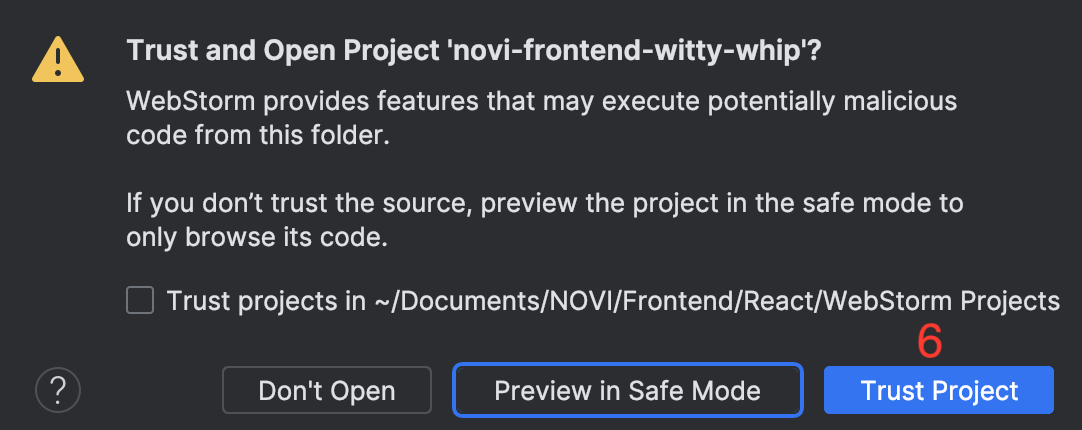 Trust and Open Project 'novi-frontend-witty-whip'?
WebStorm provides features that may execute potentially malicious
code from this folder.
If you don’t trust the source, preview the project in the safe mode to
only browse its code.
Trust projects in ~/Documents/NOVI/Frontend/React/WebStorm Projects
6
?
Don't Open
Preview in Safe Mode
Trust Project